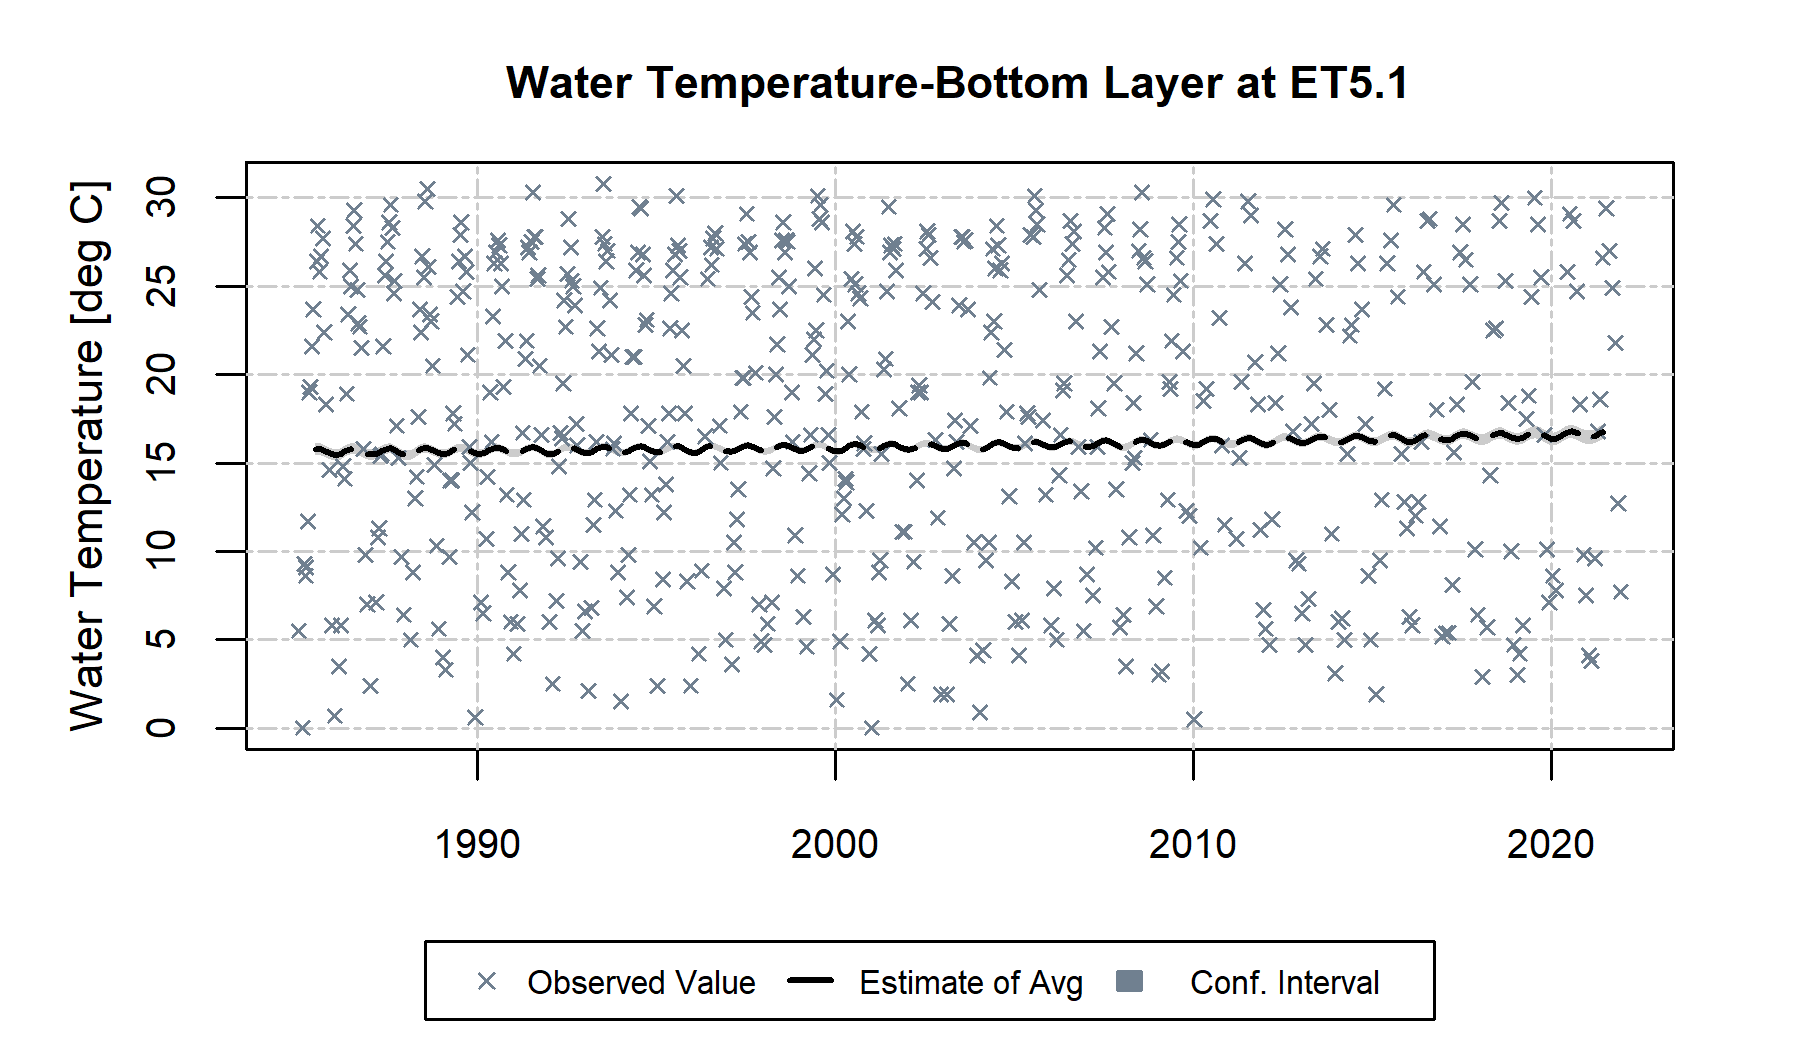 Water Temperature-Bottom Layer at ET5.1
Water Temperature [deg C]
30
25
20
15
10
5
0
1990
2000
2010
2020
Observed Value
Estimate of Avg
Conf. Interval